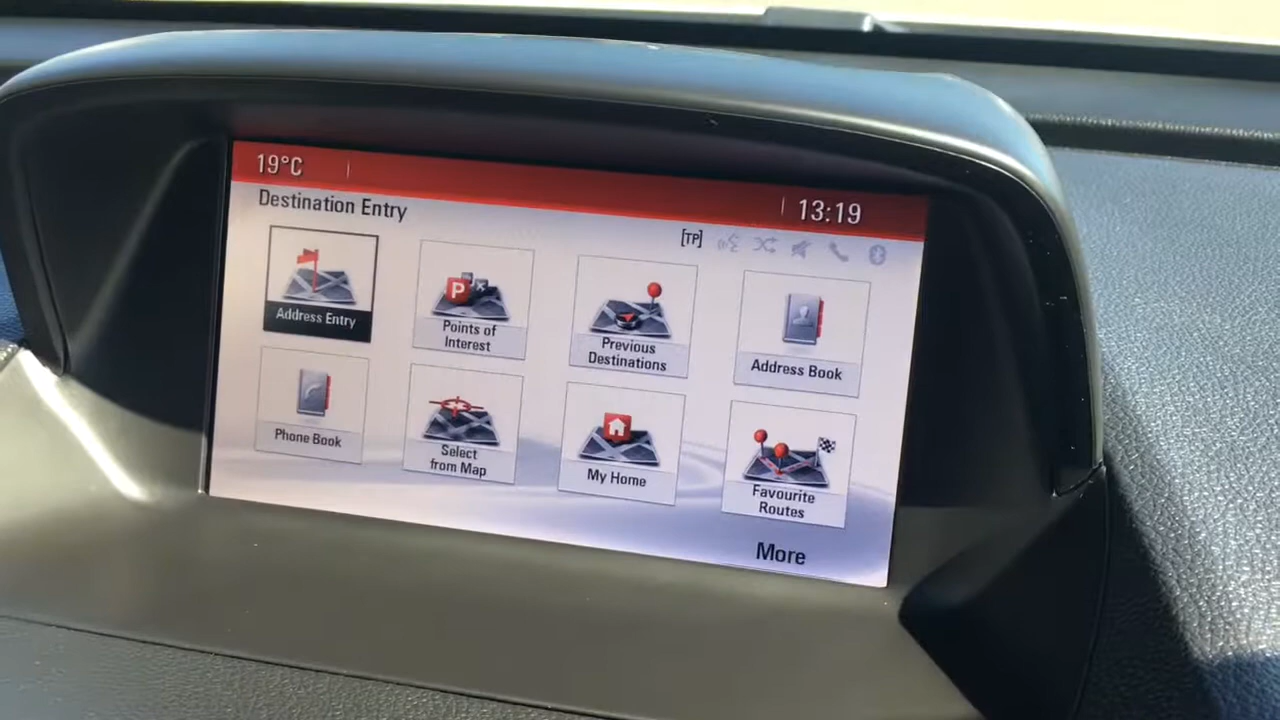 19°C
13:19
Destination Entry
[TP]
Address Entry
Points of
Interest
Previous
Destinations
Address Book
Phone Book
Select
from Map
My Home
Favourite
Routes
More
P